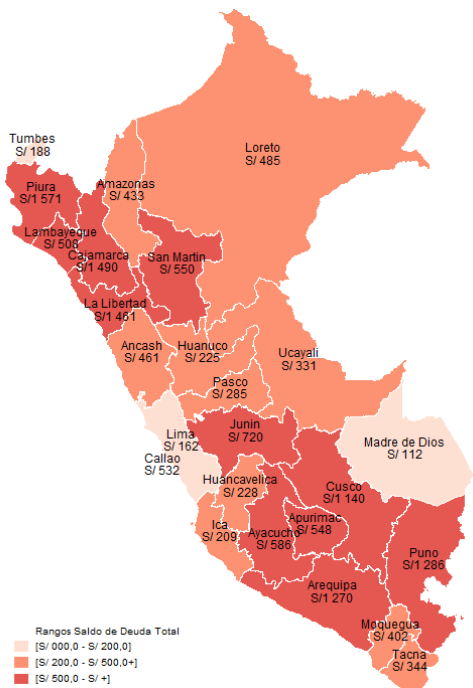 Tumbes
S/ 188
Piura
S/1 571
Lambayeque
S/ 508
Cajamarca
S/1 490
Amazonas
S/ 433
Loreto
S/ 485
San Martin
S/ 550
La Libertad
S/1 461
Ancash
S/ 461
Huanuco
S/ 225
Ucayali
S/ 331
Pasco
S/ 285
Lima
S/ 162
Callao
S/ 532
Junin
S/ 720
Madre de Dios
S/ 112
Huancavelica
S/ 228
Cusco
S/1 140
Ica
S/ 209
Ayacucho
S/ 586
Apurimac
S/ 548
Puno
S/1 286
Arequipa
S/1 270
Moquegua
S/ 402
Tacna
S/ 344
Rangos Saldo de Deuda Total
[S/ 000,0 - S/ 200,0]
[S/ 200,0 - S/ 500,0+]
[S/ 500,0 - S/ +]